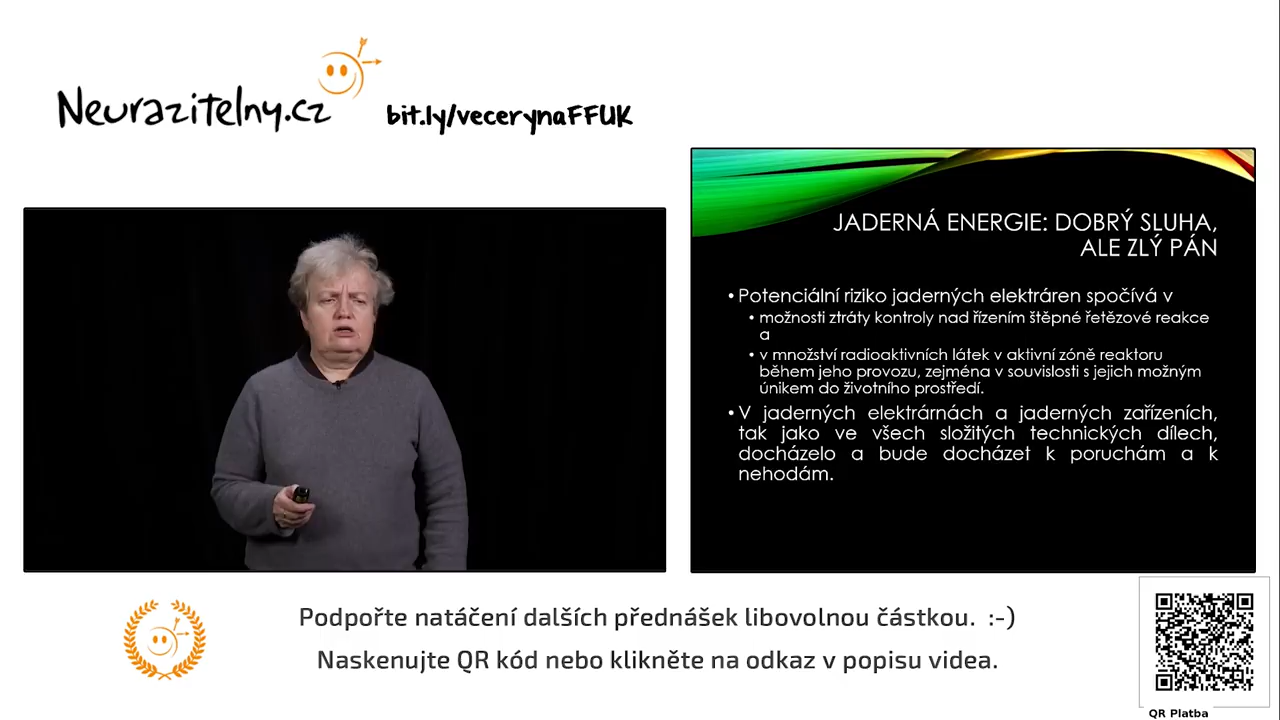 Neurazitelny.cz
bit.ly/vecerynaFFUK
JADERNÁ ENERGIE: DOBRÝ SLUHA,
ALE ZLÝ PÁN
• Potenciální riziko jaderných elektráren spočívá v
• možnosti ztráty kontroly nad řízením štěpné řetězové reakce
a
• v množství radioaktivních látek v aktivní zóně reaktoru
během jeho provozu, zejména v souvislosti s jejich možným
únikem do životního prostředí.
• V jaderných elektrárnách a jaderných zařízeních,
tak jako ve všech složitých technických dílech,
docházelo a bude docházet k poruchám a k
nehodám.
Podpořte natáčení dalších přednášek libovolnou částkou. :-)
Naskenujte QR kód nebo klikněte na odkaz v popisu videa.
QR Platba